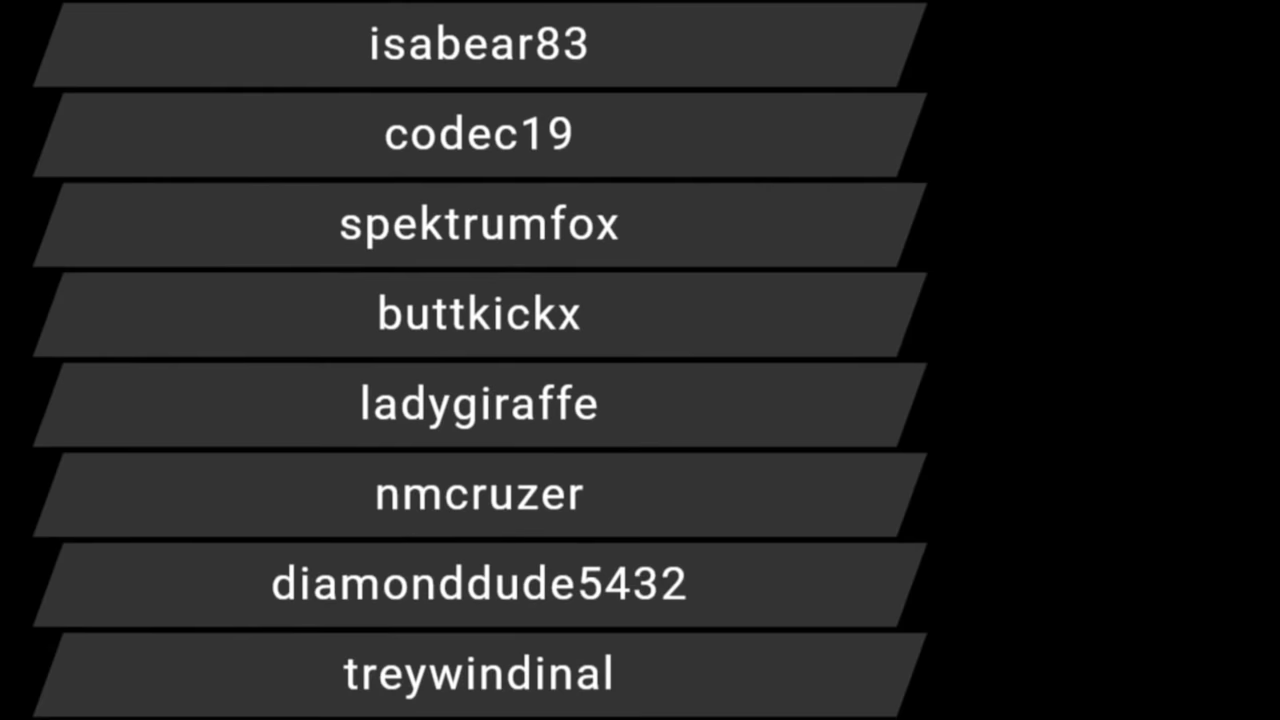 isabear83
codec19
spektrumfox
buttkickx
ladygiraffe
nmcruzer
diamonddude5432
treywindinal